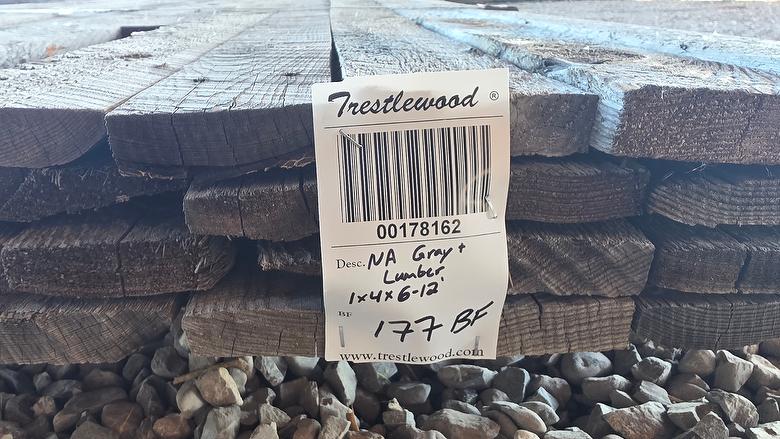 Trestlewood ®
00178162
Desc. NA Gray +
Lumber
1x4x6-12'
BF 177 BF
www.trestlewood.com